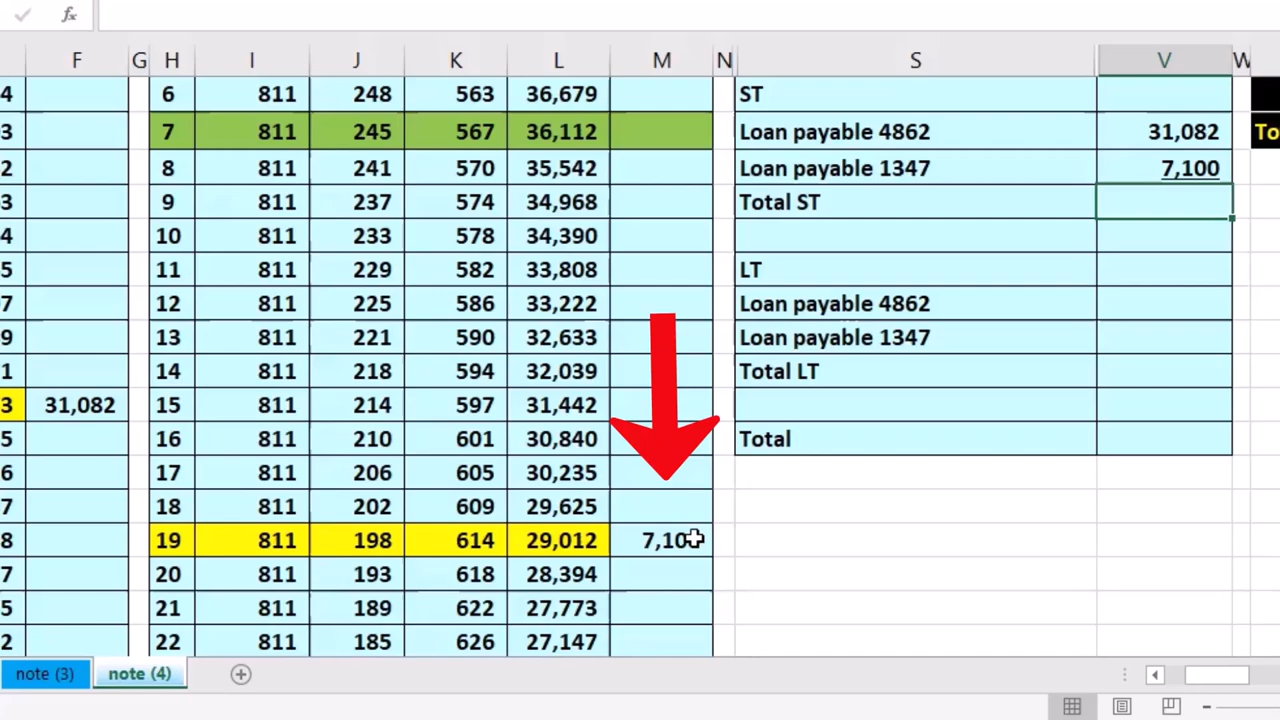 fx
F G H I J K L M N S V W
4 6 811 248 563 36,679 ST
3 7 811 245 567 36,112 Loan payable 4862 31,082 To
2 8 811 241 570 35,542 Loan payable 1347 7,100
3 9 811 237 574 34,968 Total ST
4 10 811 233 578 34,390
5 11 811 229 582 33,808 LT
7 12 811 225 586 33,222 Loan payable 4862
9 13 811 221 590 32,633 Loan payable 1347
1 14 811 218 594 32,039 Total LT
3 31,082 15 811 214 597 31,442
5 16 811 210 601 30,840 Total
6 17 811 206 605 30,235
7 18 811 202 609 29,625
8 19 811 198 614 29,012 7,100
7 20 811 193 618 28,394
5 21 811 189 622 27,773
2 22 811 185 626 27,147
note (3) note (4)